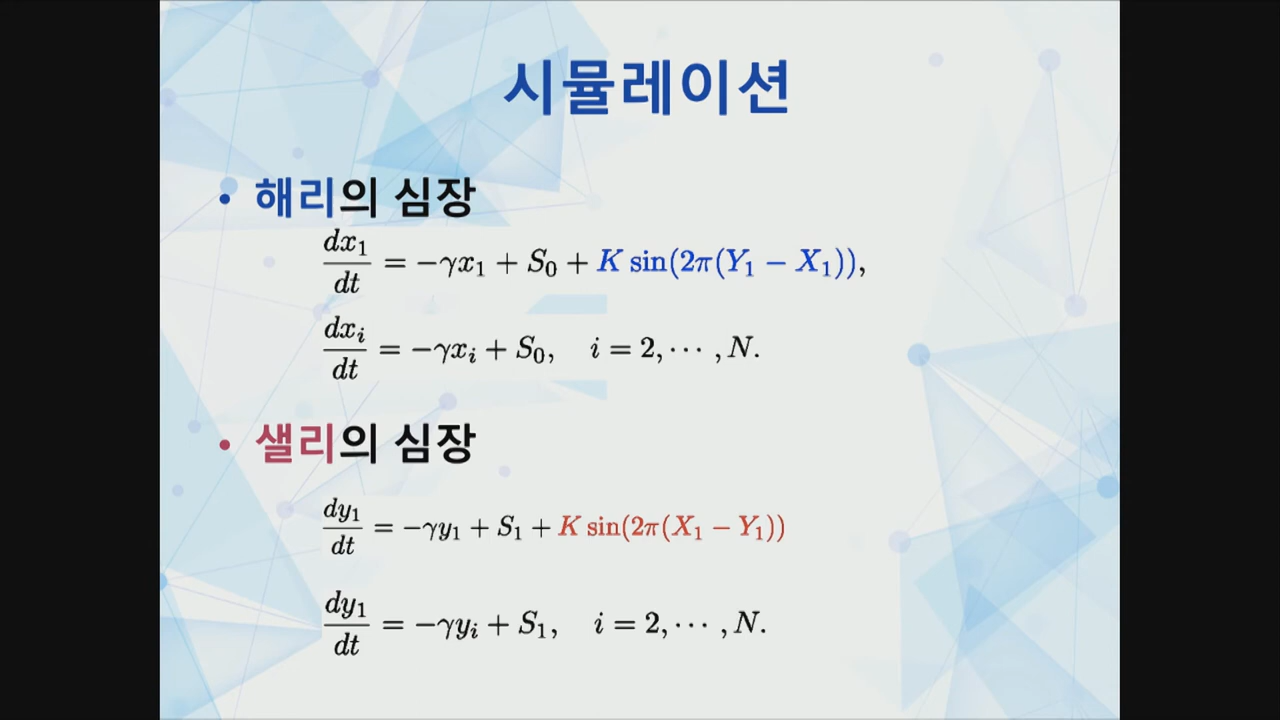 시뮬레이션
• 해리의 심장
dx₁/dt = −γx₁ + S₀ + K sin(2π(Y₁ − X₁)),
dxᵢ/dt = −γxᵢ + S₀, i = 2, ⋯ , N.
• 샐리의 심장
dy₁/dt = −γy₁ + S₁ + K sin(2π(X₁ − Y₁))
dy₁/dt = −γyᵢ + S₁, i = 2, ⋯ , N.